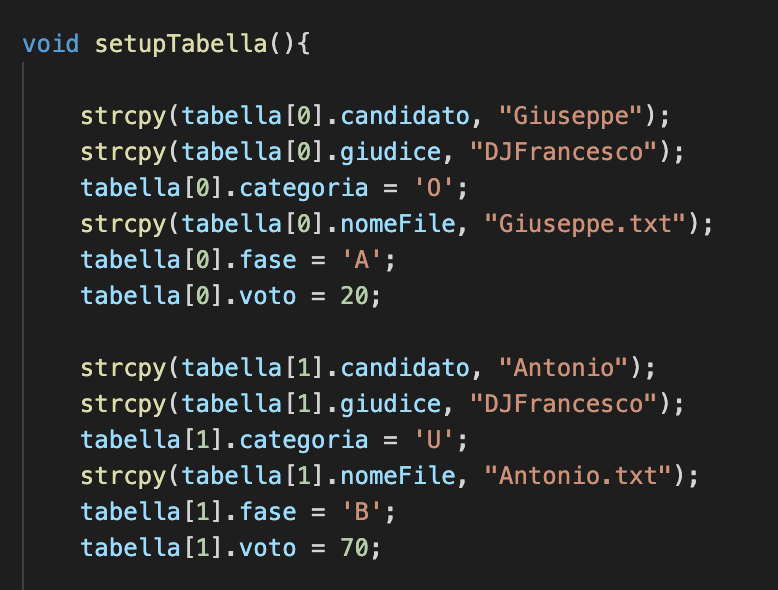 void setupTabella(){
strcpy(tabella[0].candidato, "Giuseppe");
strcpy(tabella[0].giudice, "DJFrancesco");
tabella[0].categoria = 'O';
strcpy(tabella[0].nomeFile, "Giuseppe.txt");
tabella[0].fase = 'A';
tabella[0].voto = 20;
strcpy(tabella[1].candidato, "Antonio");
strcpy(tabella[1].giudice, "DJFrancesco");
tabella[1].categoria = 'U';
strcpy(tabella[1].nomeFile, "Antonio.txt");
tabella[1].fase = 'B';
tabella[1].voto = 70;